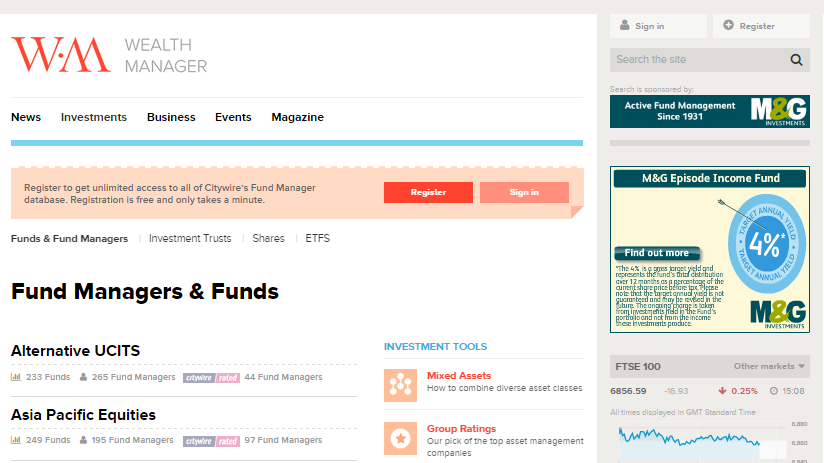 WM WEALTH
MANAGER
Sign in
Register
Search the site
Search is sponsored by:
Active Fund Management
Since 1931
M&G
INVESTMENTS
News Investments Business Events Magazine
Register to get unlimited access to all of Citywire's Fund Manager
database. Registration is free and only takes a minute.
Register Sign in
Funds & Fund Managers Investment Trusts Shares ETFS
Fund Managers & Funds
Alternative UCITS
233 Funds 265 Fund Managers citywire rated 44 Fund Managers
Asia Pacific Equities
249 Funds 195 Fund Managers citywire rated 97 Fund Managers
INVESTMENT TOOLS
Mixed Assets
How to combine diverse asset classes
Group Ratings
Our pick of the top asset management
companies
M&G Episode Income Fund
TARGET ANNUAL YIELD
4%*
TARGET ANNUAL YIELD
Find out more
*The 4% is a gross target yield and
represents the fund's total distribution
over 12 months as a percentage of the
current share price before tax. Please
note that the target annual yield is not
guaranteed and may be revised in the
future. The ongoing charge is taken
from investments held in the Fund's
portfolio and not from the income
these investments produce.
M&G
INVESTMENTS
FTSE 100 Other markets
6856.59 -16.93 0.25% 15:08
All times displayed in GMT Standard Time
6,880
6,860
6,840